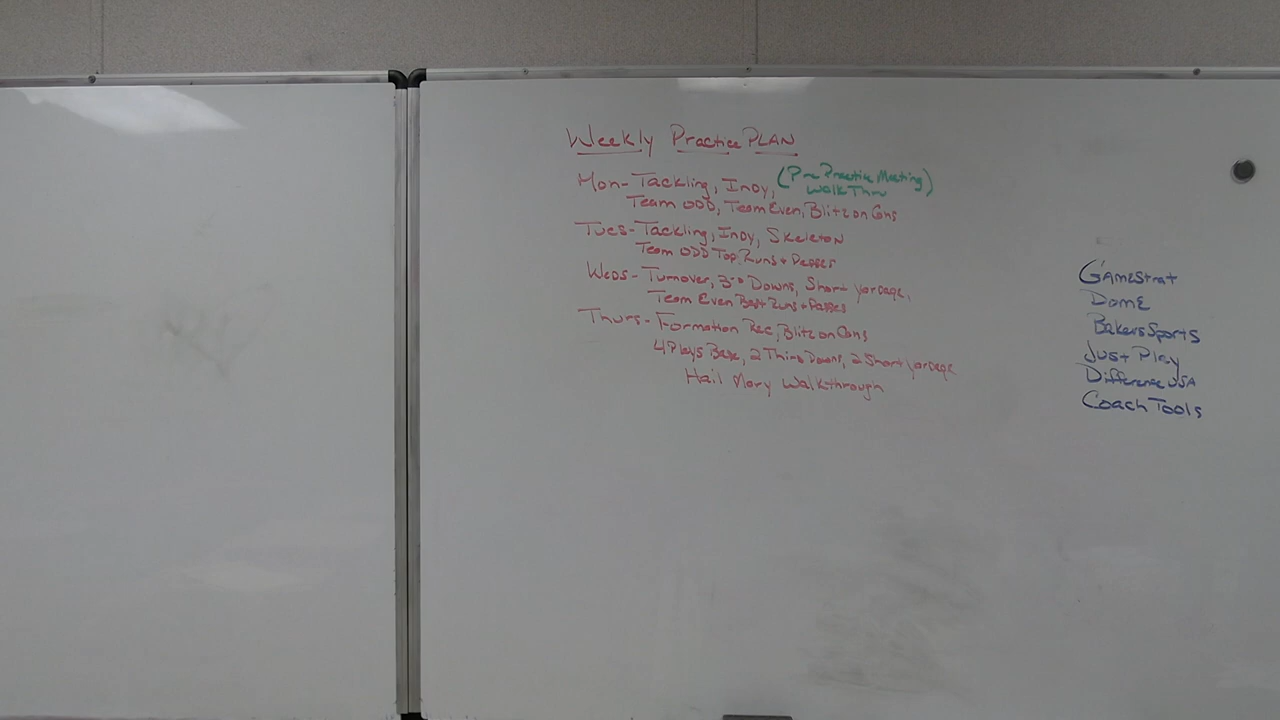 Weekly Practice PLAN
Mon- Tackling, Indy, (Pre Practice Meeting)
Walk Thru
Team ODD, Team Even, Blitz on Cans
Tues- Tackling, Indy, Skeleton
Team ODD Top Runs + Passes
Weds- Turnover, 3rd Downs, Short Yardage,
Team Even Best Runs + Passes
Thurs- Formation Rec, Blitz on Cans
4 Plays Base, 2 Third Downs, 2 Short Yardage
Hail Mary Walkthrough
GameStrat
Dome
BakersSports
Just Play
Difference USA
Coach Tools